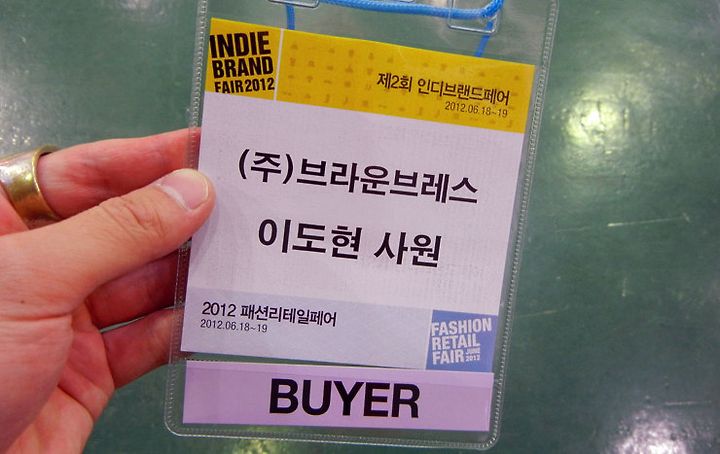 INDIE
BRAND
FAIR 2012
제2회 인디브랜드페어
2012.06.18~19
(주)브라운브레스
이도현 사원
2012 패션리테일페어
2012.06.18~19
FASHION
RETAIL
FAIR JUNE 2012
BUYER